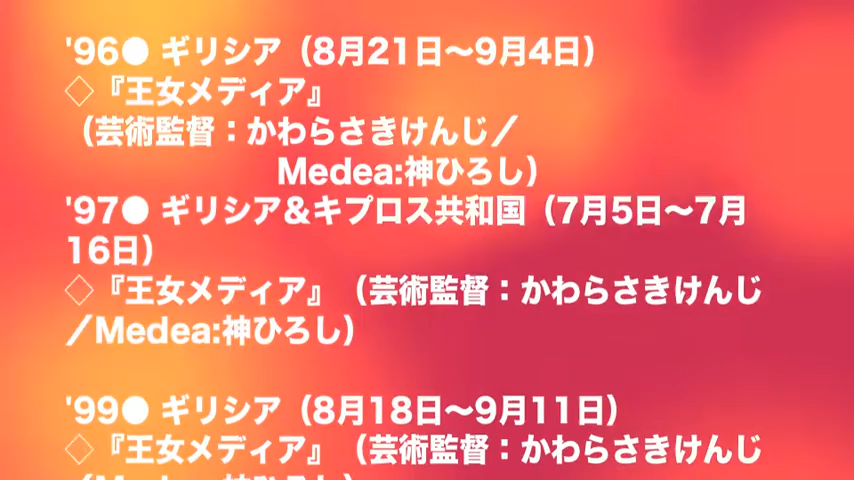 '96● ギリシア（8月21日～9月4日）
◇『王女メディア』
（芸術監督：かわらさきけんじ／
Medea:神ひろし）
'97● ギリシア＆キプロス共和国（7月5日～7月
16日）
◇『王女メディア』（芸術監督：かわらさきけんじ
／Medea:神ひろし）
'99● ギリシア（8月18日～9月11日）
◇『王女メディア』（芸術監督：かわらさきけんじ